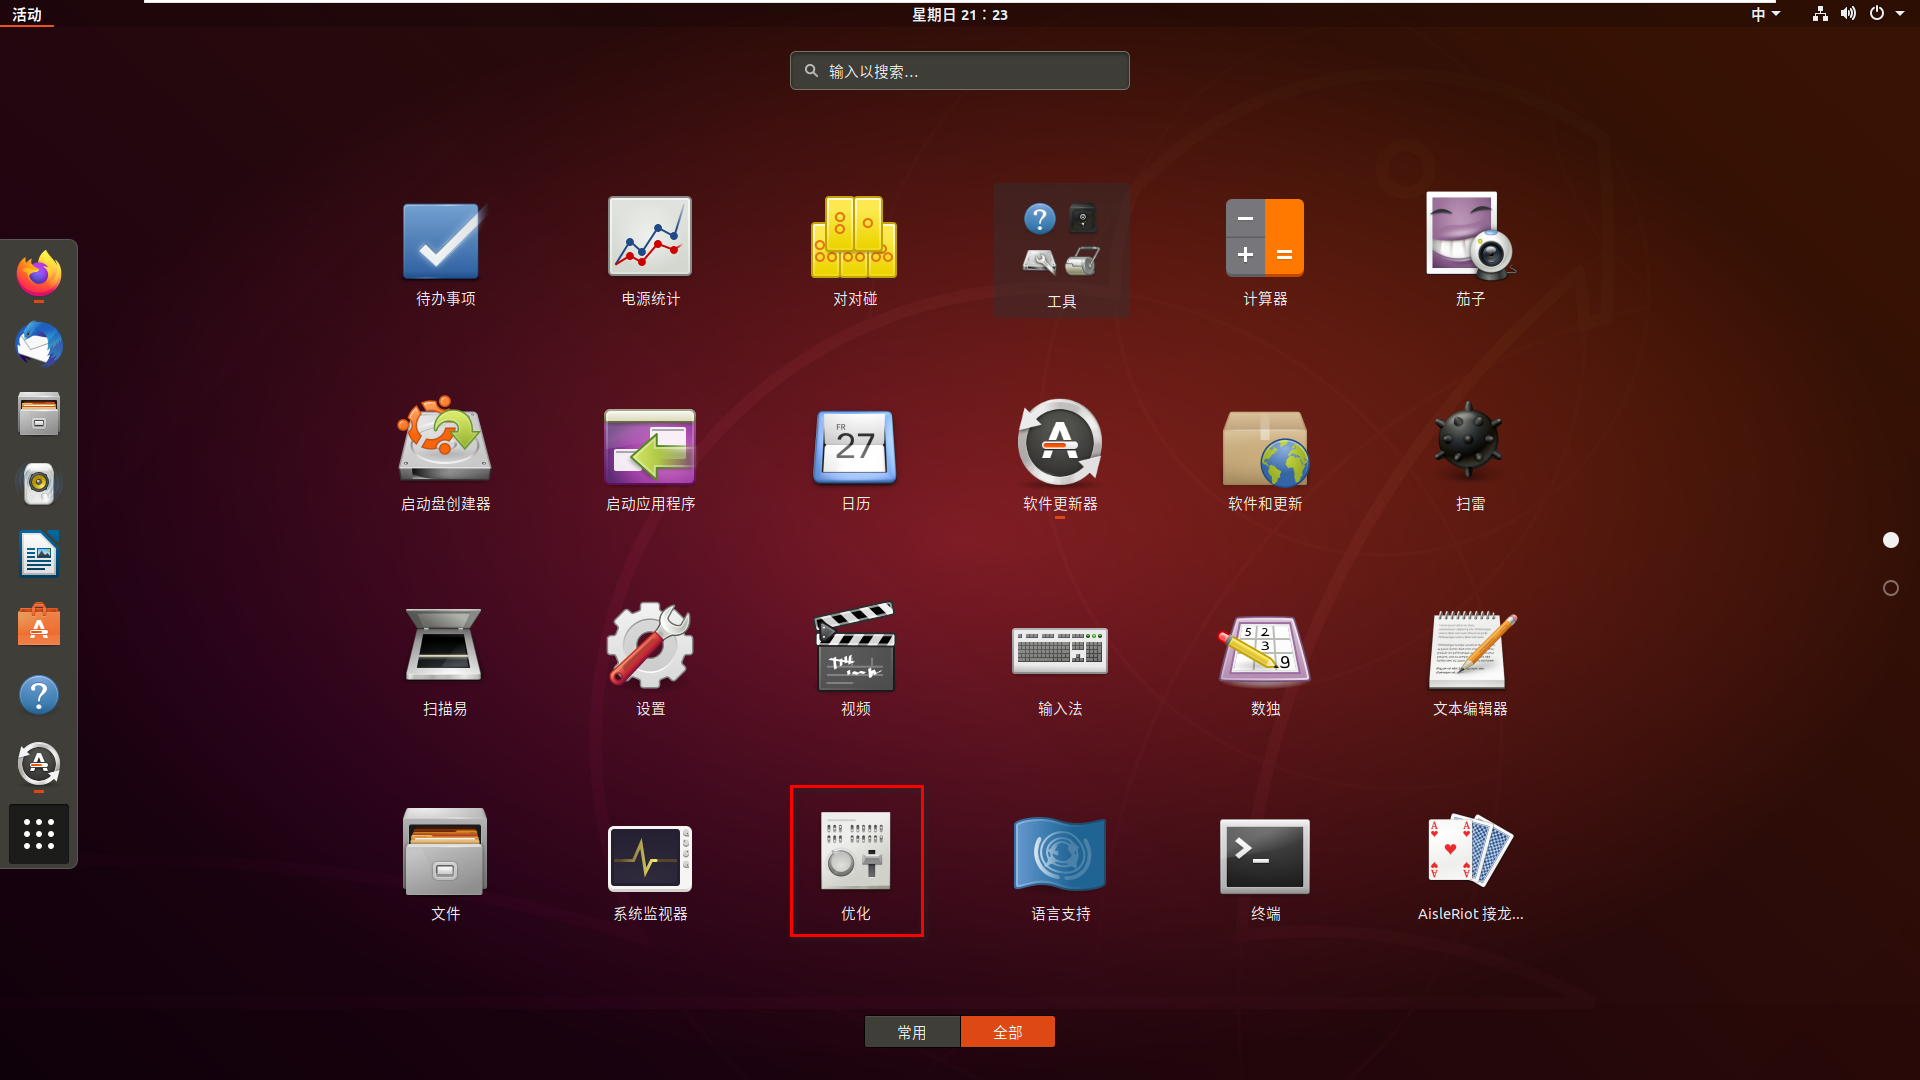 活动
星期日 21：23
中
输入以搜索...
待办事项
电源统计
对对碰
工具
计算器
茄子
FR
27
启动盘创建器
启动应用程序
日历
软件更新器
软件和更新
扫雷
5 2
3
9
扫描易
设置
视频
输入法
数独
文本编辑器
文件
系统监视器
优化
语言支持
终端
AisleRiot 接龙...
常用
全部